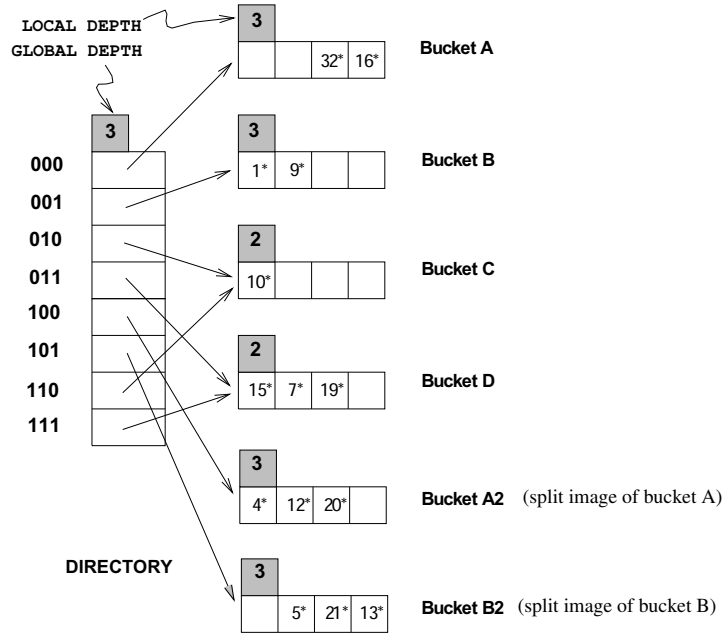 LOCAL DEPTH
GLOBAL DEPTH
3
000
001
010
011
100
101
110
111
DIRECTORY
3
32* 16*
Bucket A
3
1* 9*
Bucket B
2
10*
Bucket C
2
15* 7* 19*
Bucket D
3
4* 12* 20*
Bucket A2 (split image of bucket A)
3
5* 21* 13*
Bucket B2 (split image of bucket B)